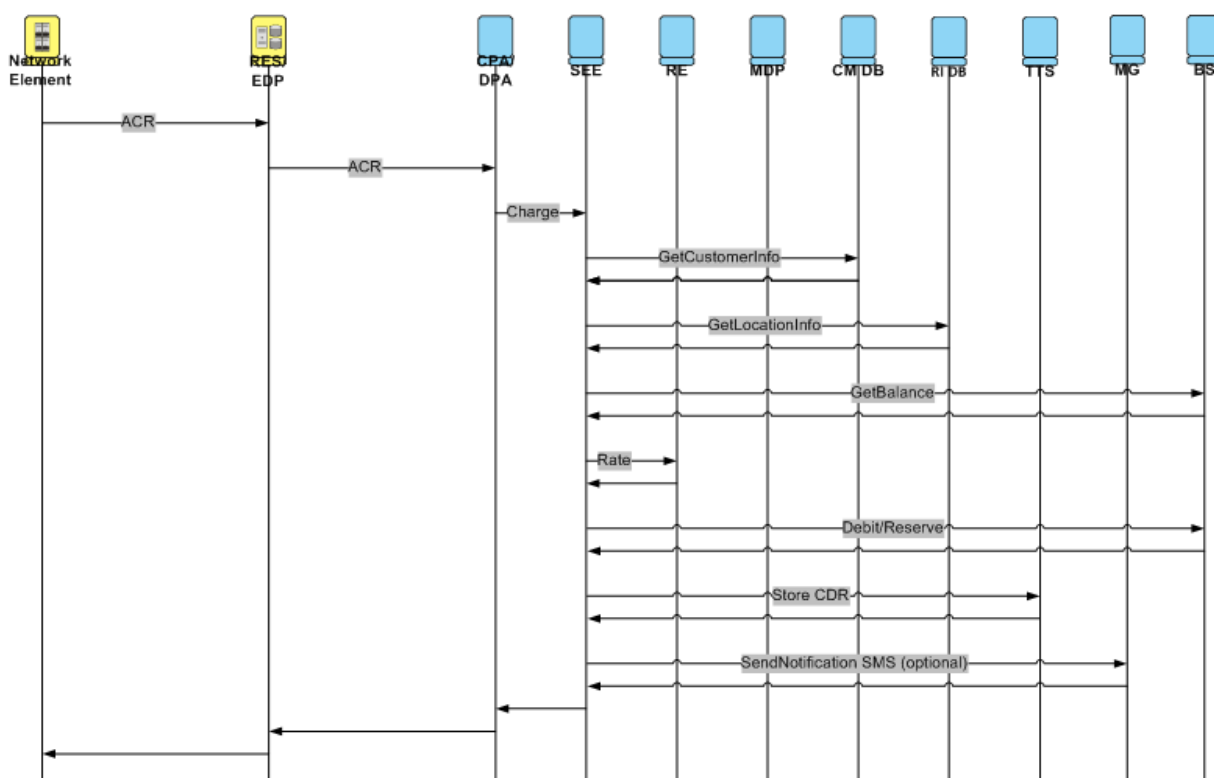 Network
Element
RES/
EDP
CPA/
DPA
SEE
RE
MDP
CM DB
RI DB
TTS
MG
BS
ACR
ACR
Charge
GetCustomerInfo
GetLocationInfo
GetBalance
Rate
Debit/Reserve
Store CDR
SendNotification SMS (optional)